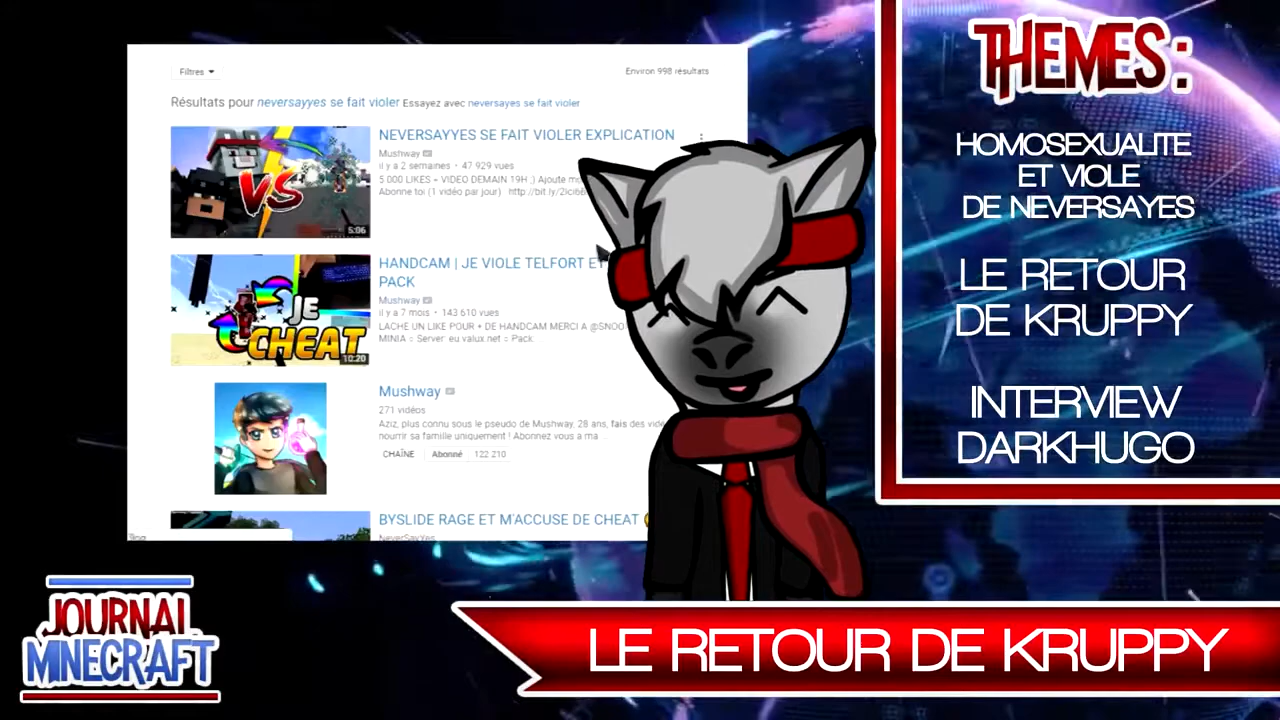 Filtres
Environ 998 résultats
Résultats pour neversayyes se fait violer Essayez avec neversayes se fait violer
NEVERSAYYES SE FAIT VIOLER EXPLICATION
Mushway
il y a 2 semaines • 47 929 vues
5 000 LIKES = VIDEO DEMAIN 19H ;) Ajoute
Abonne toi (1 vidéo par jour)
VS
5:06
HANDCAM | JE VIOLE TELFORT ET
PACK
Mushway
il y a 7 mois • 143 610 vues
LACHE UN LIKE POUR + DE HANDCAM MERCI A @SNOO
MINIA :: Server: eu valux.net :: Pack.
JE
CHEAT
10:20
Mushway
271 vidéos
Aziz, plus connu sous le pseudo de Mushway, 28 ans, fais des
nourrir sa famille uniquement ! Abonnez vous a ma ...
CHAÎNE Abonné 122 210
BYSLIDE RAGE ET M'ACCUSE DE CHEAT
NeverSayYes
THEMES :
HOMOSEXUALITE
ET VIOLE
DE NEVERSAYES
LE RETOUR
DE KRUPPY
INTERVIEW
DARKHUGO
JOURNAL
MINECRAFT
LE RETOUR DE KRUPPY